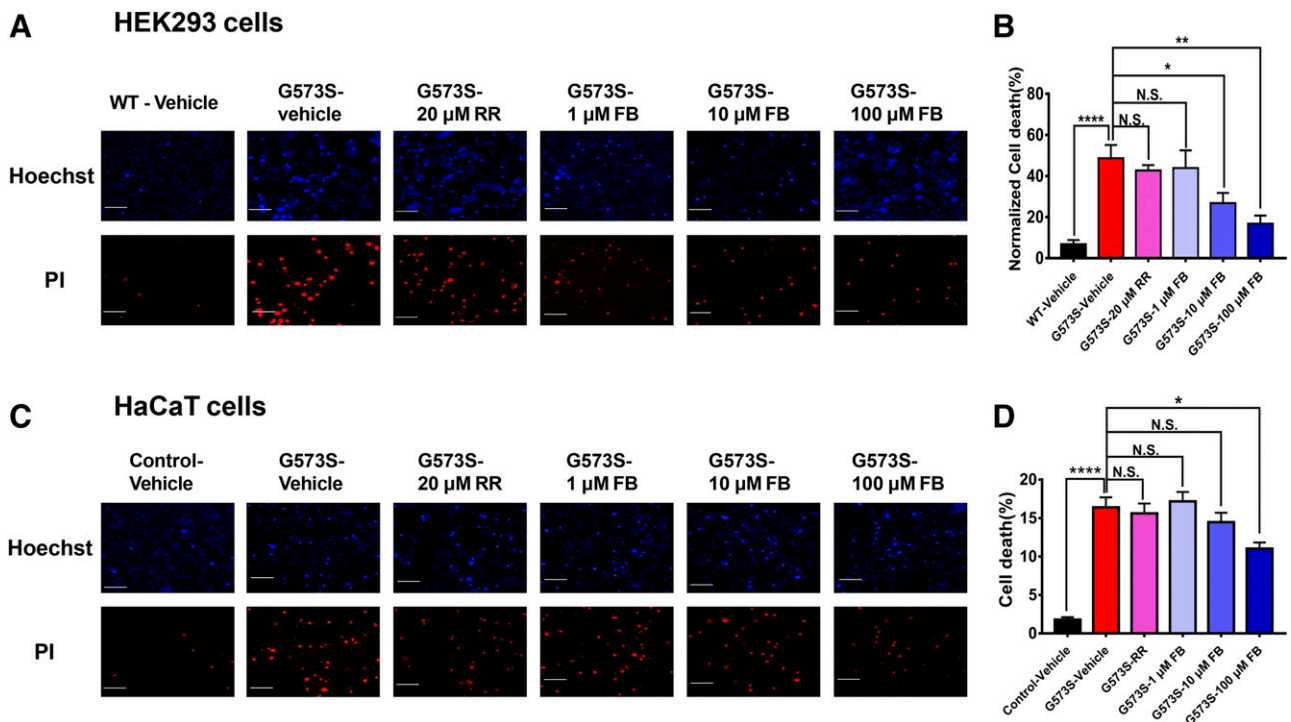 A HEK293 cells
WT - Vehicle
G573S-
vehicle
G573S-
20 µM RR
G573S-
1 µM FB
G573S-
10 µM FB
G573S-
100 µM FB
Hoechst
PI
B
**
*
N.S.
****
N.S.
Normalized Cell death(%)
80
60
40
20
0
WT-Vehicle
G573S-Vehicle
G573S-20 µM RR
G573S-1 µM FB
G573S-10 µM FB
G573S-100 µM FB
C HaCaT cells
Control-
Vehicle
G573S-
Vehicle
G573S-
20 µM RR
G573S-
1 µM FB
G573S-
10 µM FB
G573S-
100 µM FB
Hoechst
PI
D
*
N.S.
N.S.
****
N.S.
Cell death(%)
20
15
10
5
0
Control-Vehicle
G573S-Vehicle
G573S-RR
G573S-1 µM FB
G573S-10 µM FB
G573S-100 µM FB